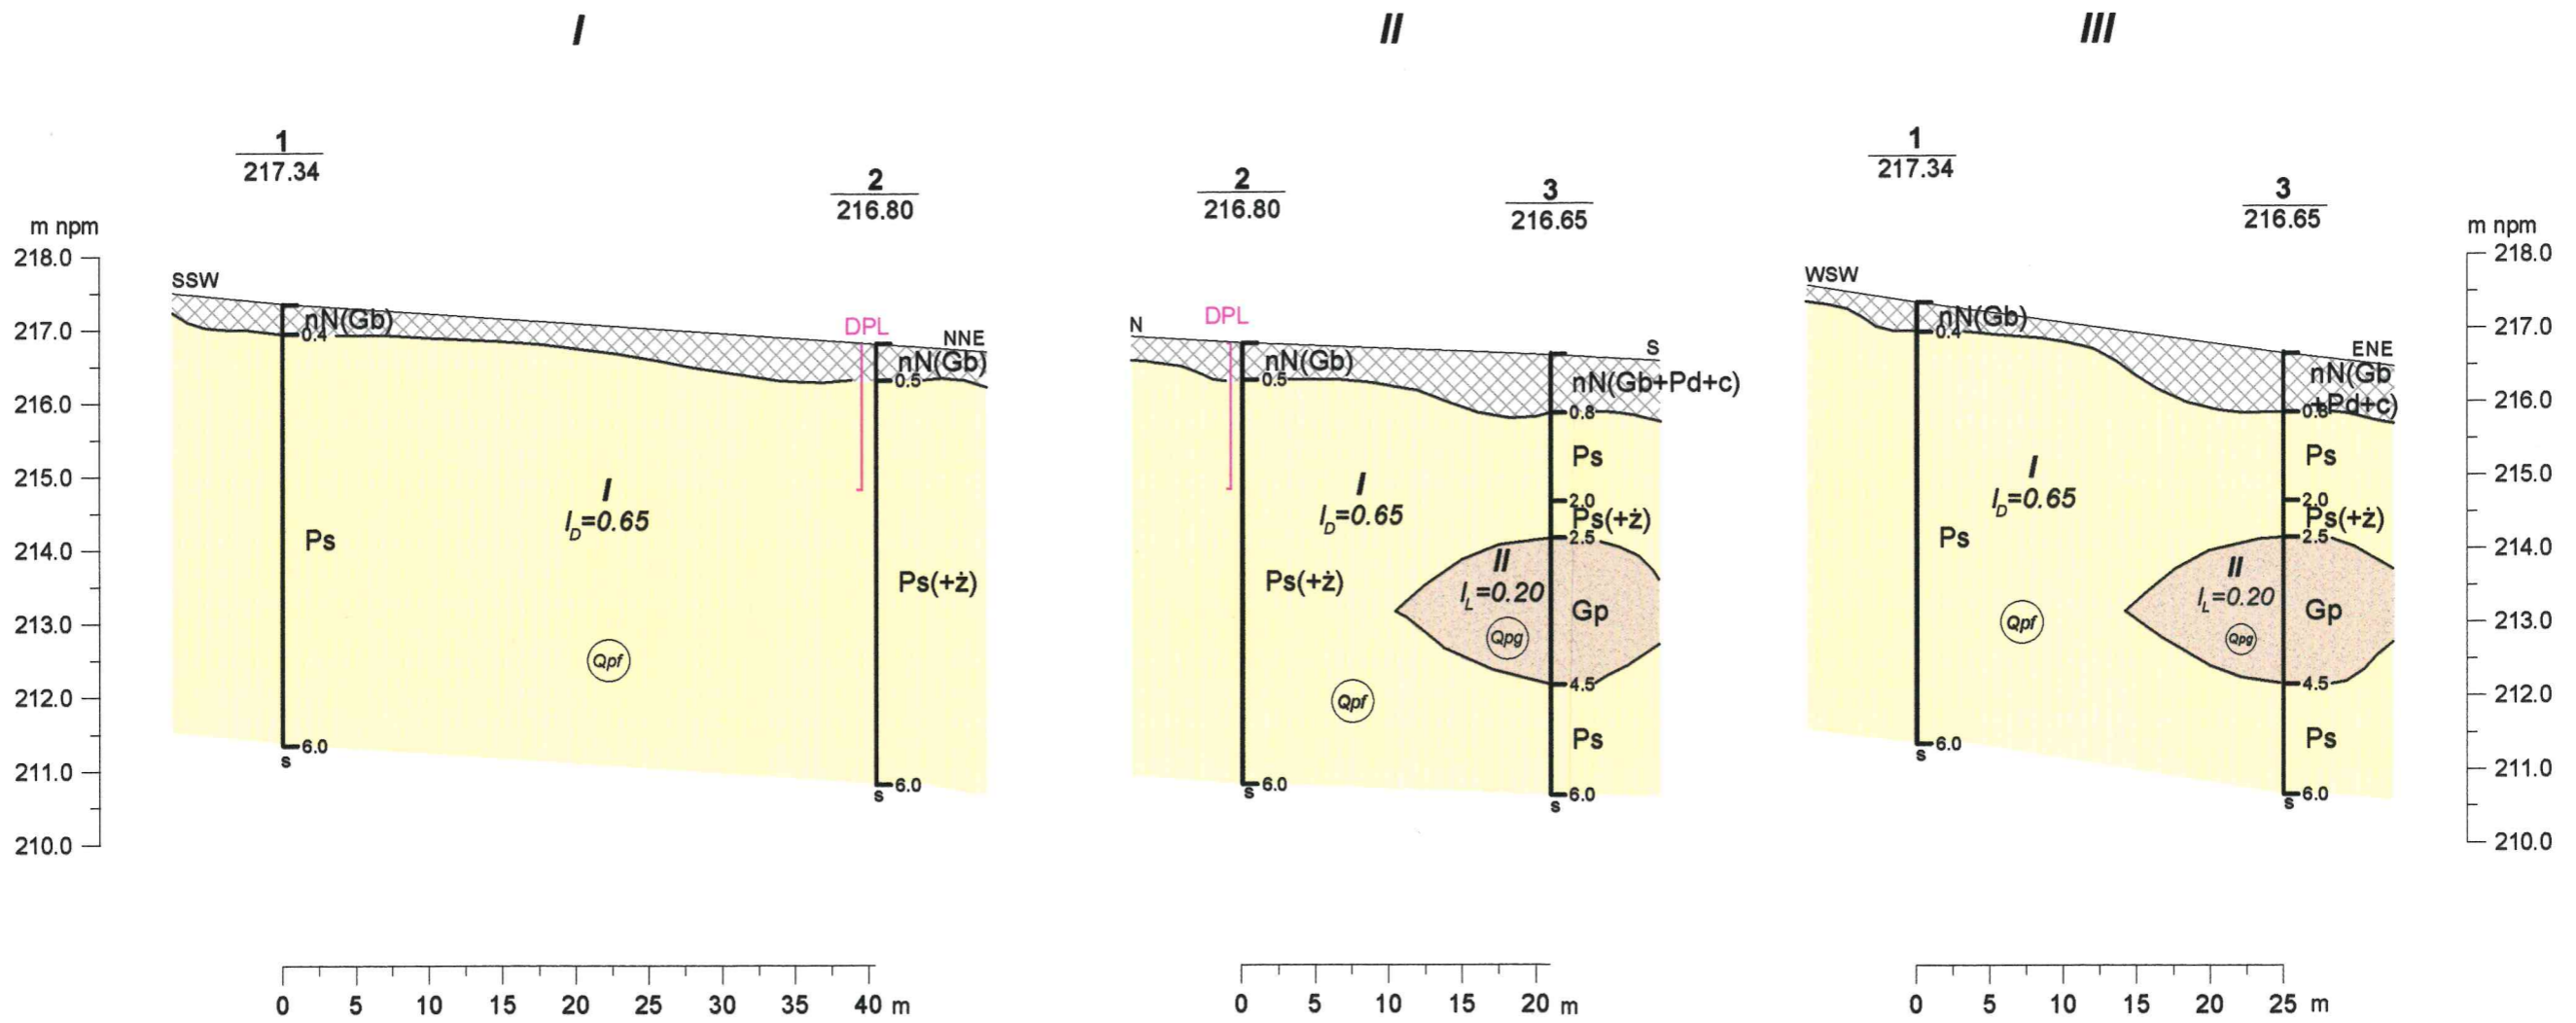 I
II
III
1
217.34
2
216.80
2
216.80
3
216.65
1
217.34
3
216.65
m npm
218.0
217.0
216.0
215.0
214.0
213.0
212.0
211.0
210.0
SSW
nN(Gb)
0.4
DPL
NNE
nN(Gb)
0.5
I
I_D=0.65
Ps
Ps(+ż)
Qpf
6.0
s
6.0
s
0 5 10 15 20 25 30 35 40 m
N
DPL
S
nN(Gb)
0.5
nN(Gb+Pd+c)
0.8
Ps
I
I_D=0.65
2.0
Ps(+ż)
2.5
II
I_L=0.20
Ps(+ż)
Gp
Qpg
4.5
Qpf
Ps
6.0
s
6.0
s
0 5 10 15 20 m
WSW
nN(Gb)
0.4
ENE
nN(Gb
+Pd+c)
0.8
Ps
I
I_D=0.65
2.0
Ps(+ż)
Ps
2.5
II
I_L=0.20
Gp
Qpf
Qpg
4.5
Ps
6.0
s
6.0
s
0 5 10 15 20 25 m
m npm
218.0
217.0
216.0
215.0
214.0
213.0
212.0
211.0
210.0